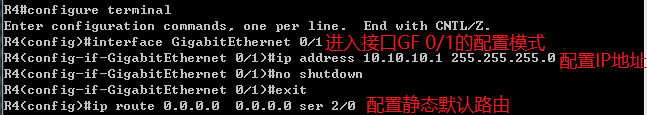 R4#configure terminal
Enter configuration commands, one per line.  End with CNTL/Z.
R4(config)#interface GigabitEthernet 0/1进入接口GF 0/1的配置模式
R4(config-if-GigabitEthernet 0/1)#ip address 10.10.10.1 255.255.255.0配置IP地址
R4(config-if-GigabitEthernet 0/1)#no shutdown
R4(config-if-GigabitEthernet 0/1)#exit
R4(config)#ip route 0.0.0.0  0.0.0.0 ser 2/0 配置静态默认路由